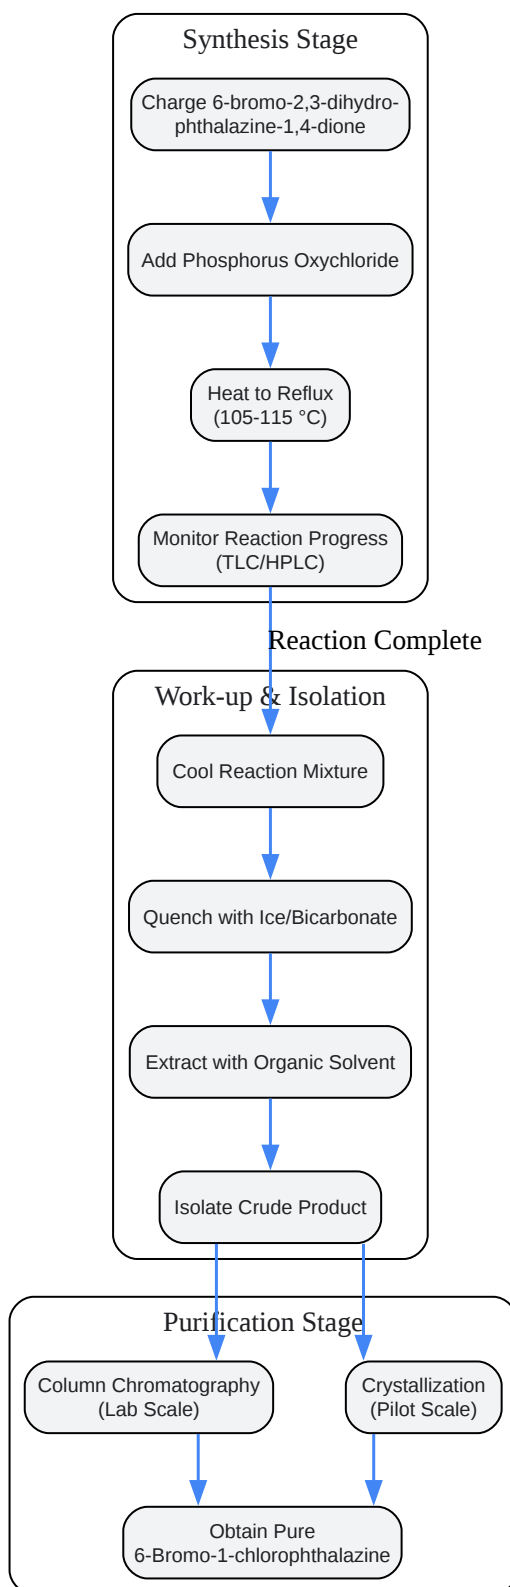 Synthesis Stage
Charge 6-bromo-2,3-dihydro-
phthalazine-1,4-dione
Add Phosphorus Oxychloride
Heat to Reflux
(105-115 °C)
Monitor Reaction Progress
(TLC/HPLC)
Reaction Complete
Work-up & Isolation
Cool Reaction Mixture
Quench with Ice/Bicarbonate
Extract with Organic Solvent
Isolate Crude Product
Purification Stage
Column Chromatography
(Lab Scale)
Crystallization
(Pilot Scale)
Obtain Pure
6-Bromo-1-chlorophthalazine